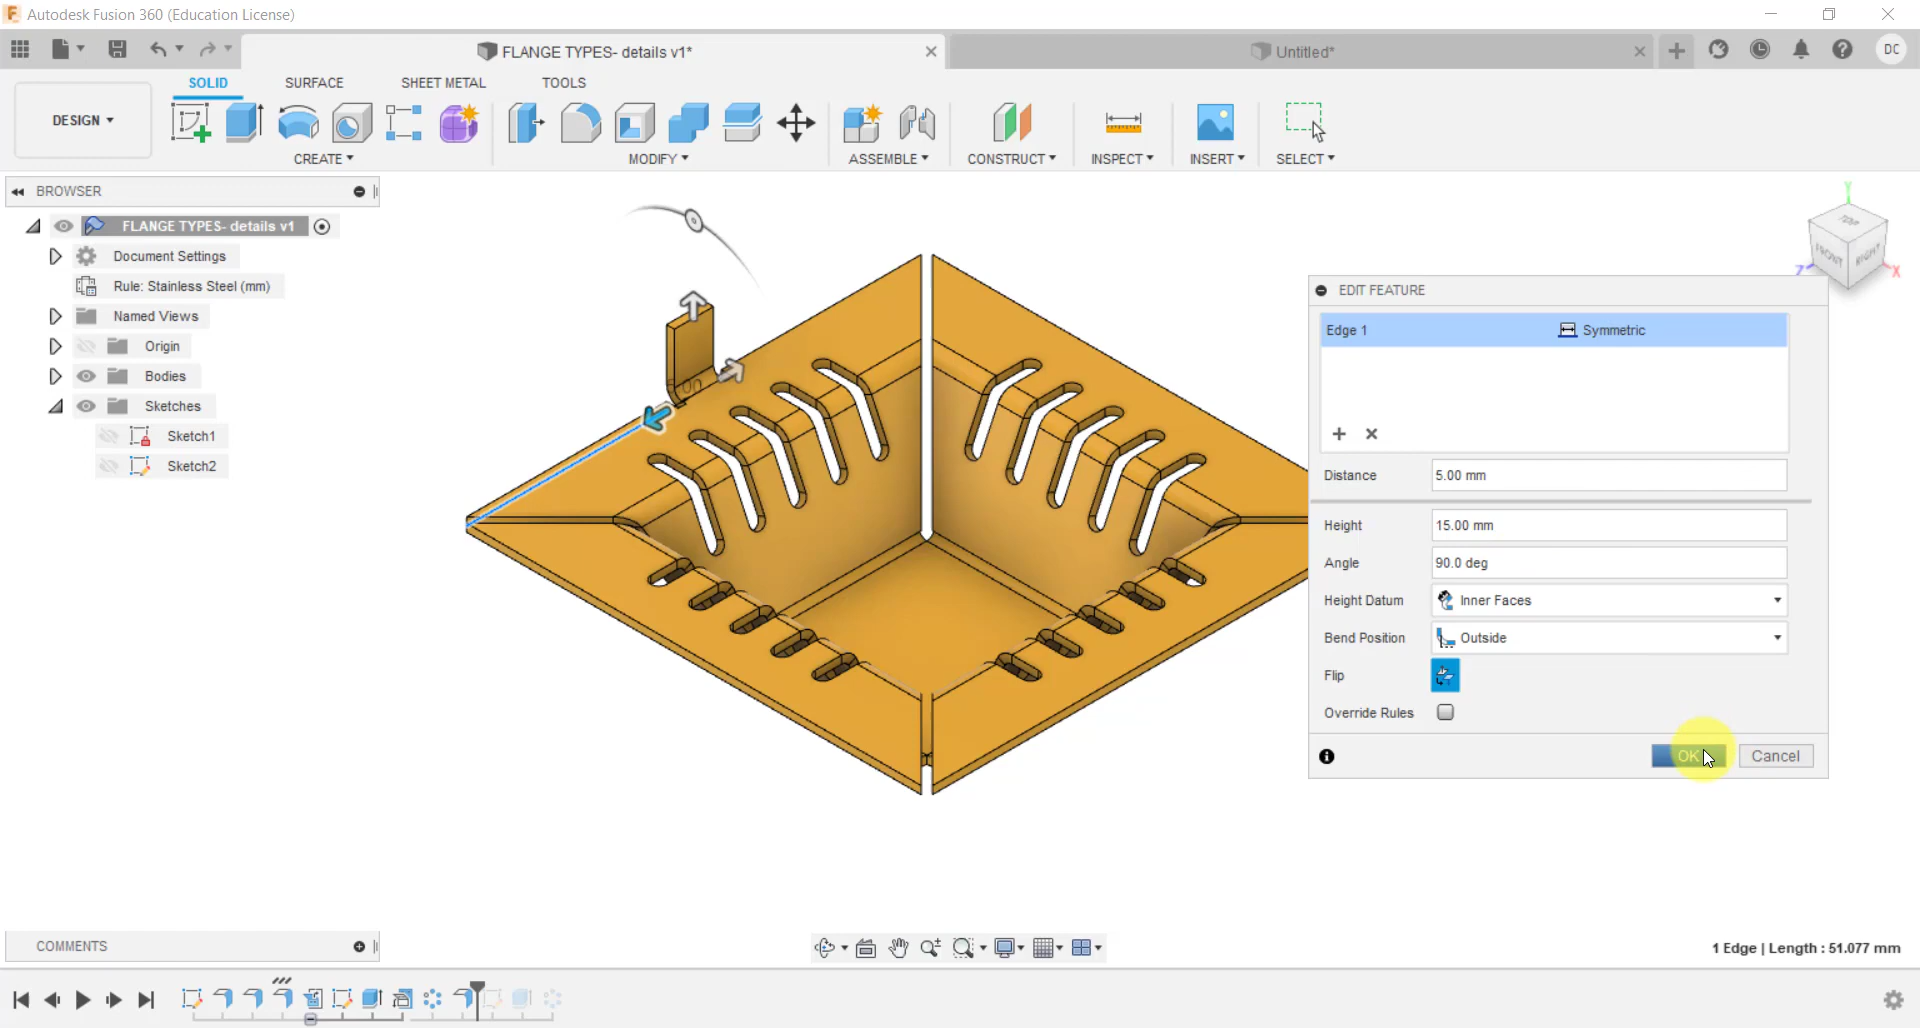 Autodesk Fusion 360 (Education License)
FLANGE TYPES- details v1*
Untitled*
DC
DESIGN
SOLID
SURFACE
SHEET METAL
TOOLS
CREATE
MODIFY
ASSEMBLE
CONSTRUCT
INSPECT
INSERT
SELECT
BROWSER
FLANGE TYPES- details v1
Document Settings
Rule: Stainless Steel (mm)
Named Views
Origin
Bodies
Sketches
Sketch1
Sketch2
Y
TOP
FRONT
RIGHT
Z
X
EDIT FEATURE
Edge 1
Symmetric
Distance
5.00 mm
Height
15.00 mm
Angle
90.0 deg
Height Datum
Inner Faces
Bend Position
Outside
Flip
Override Rules
OK
Cancel
COMMENTS
1 Edge | Length : 51.077 mm